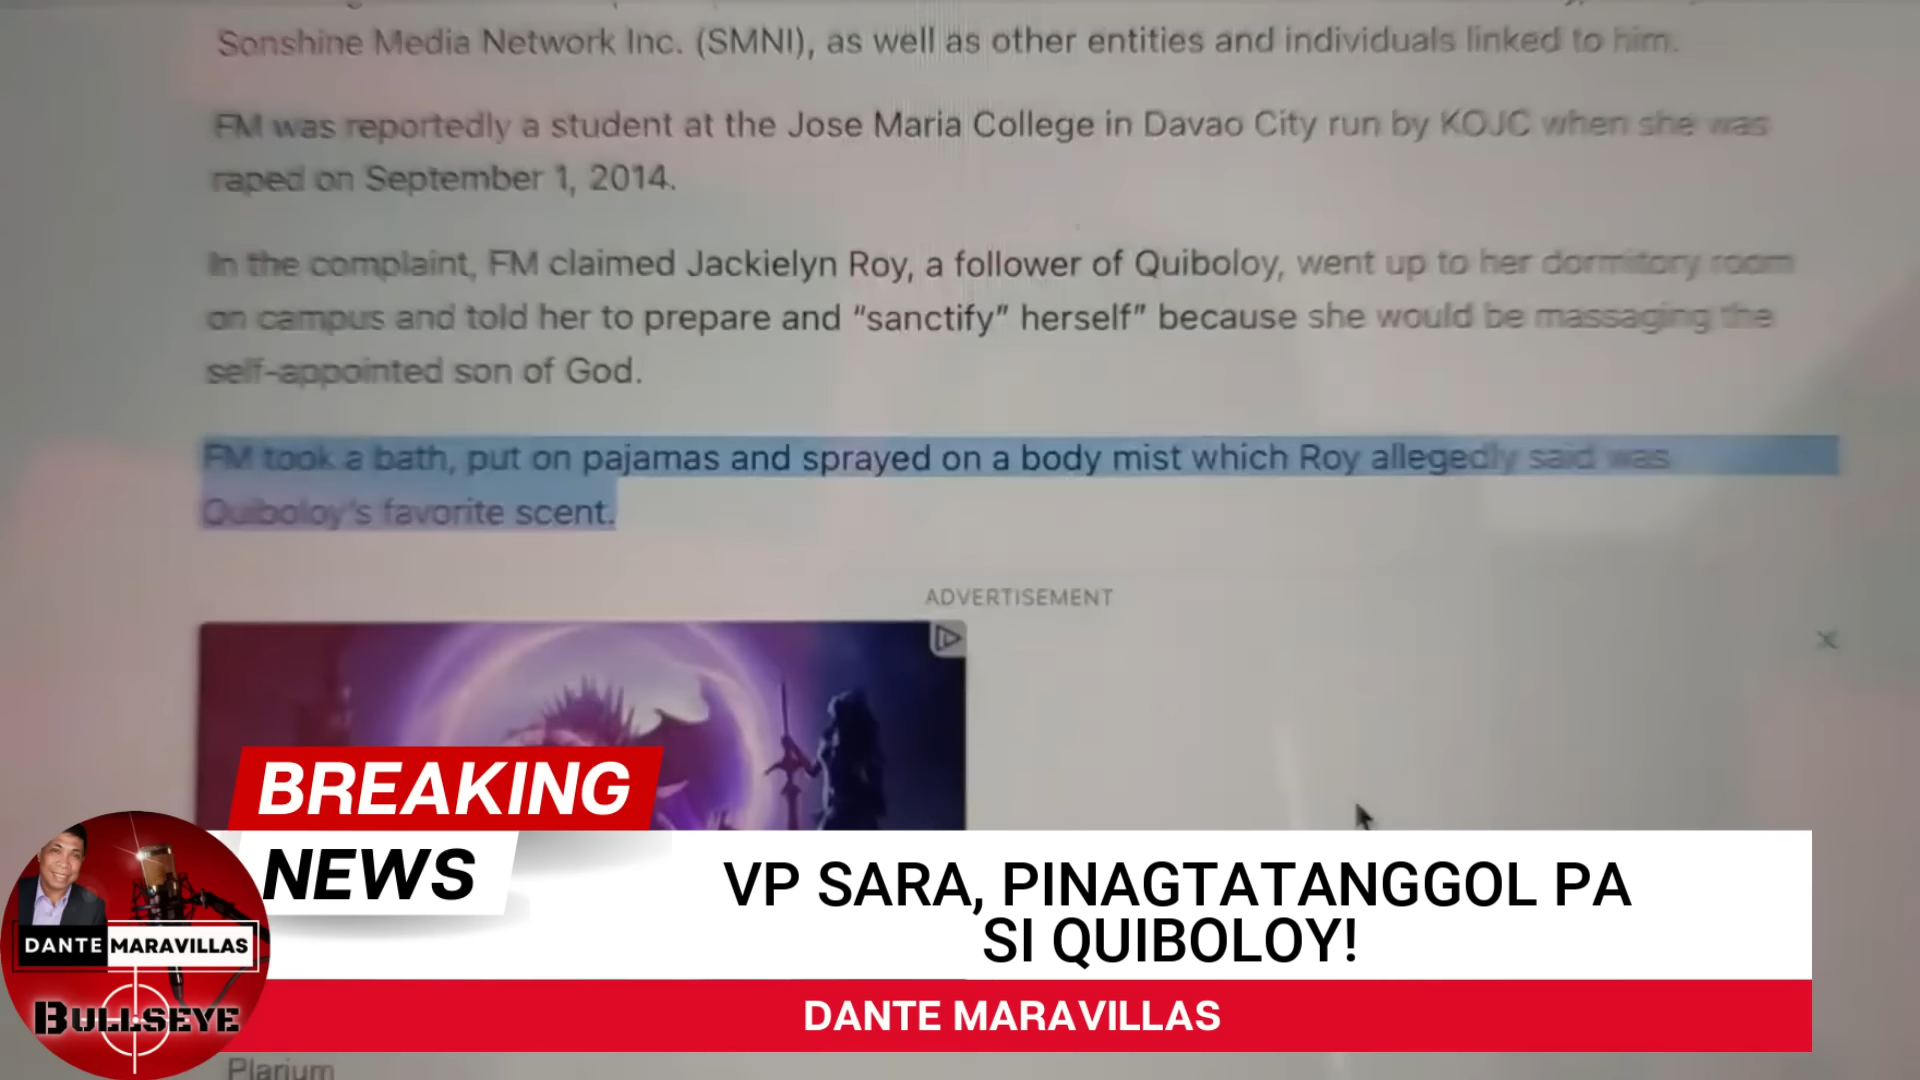 Sonshine Media Network Inc. (SMNI), as well as other entities and individuals linked to him.
FM was reportedly a student at the Jose Maria College in Davao City run by KOJC when she was
raped on September 1, 2014.
In the complaint, FM claimed Jackielyn Roy, a follower of Quiboloy, went up to her dormitory room
on campus and told her to prepare and “sanctify” herself” because she would be massaging the
self-appointed son of God.
FM took a bath, put on pajamas and sprayed on a body mist which Roy allegedly said was
Quiboloy's favorite scent.
ADVERTISEMENT
BREAKING
NEWS
VP SARA, PINAGTATANGGOL PA
SI QUIBOLOY!
DANTE MARAVILLAS
DANTE MARAVILLAS
BULLSEYE
Plarium